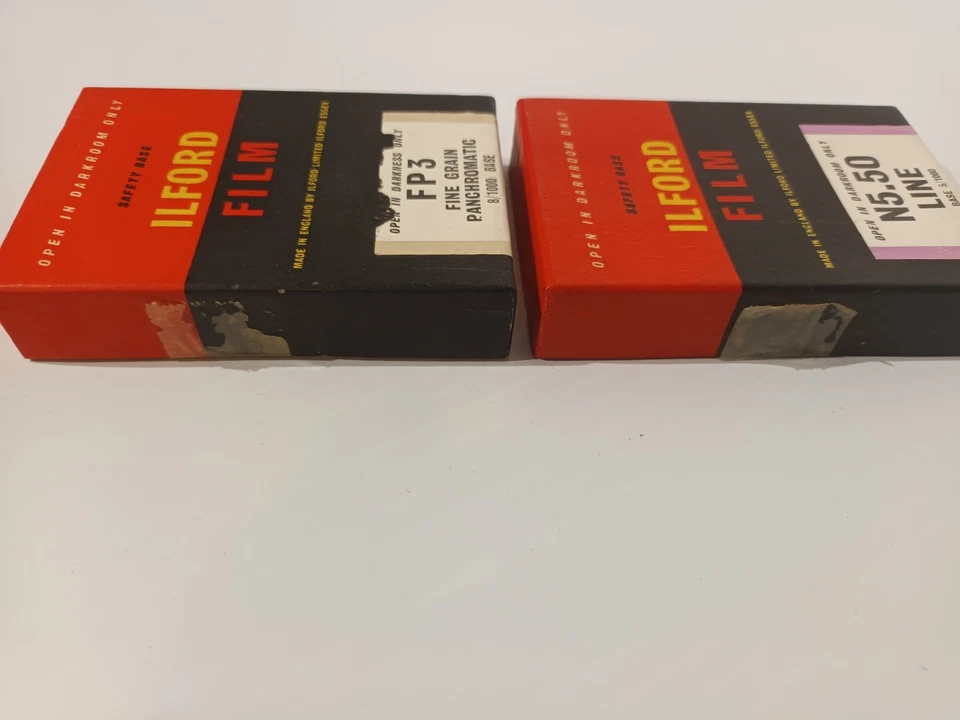 OPEN IN DARKROOM ONLY
SAFETY BASE
ILFORD
FILM
MADE IN ENGLAND BY ILFORD LIMITED ILFORD ESSEX
OPEN IN DARKNESS ONLY
FP3
FINE GRAIN
PANCHROMATIC
8/1000 BASE
OPEN IN DARKROOM ONLY
SAFETY BASE
ILFORD
FILM
MADE IN ENGLAND BY ILFORD LIMITED ILFORD ESSEX
OPEN IN DARKROOM ONLY
N5.50
LINE
BASE 5/1000